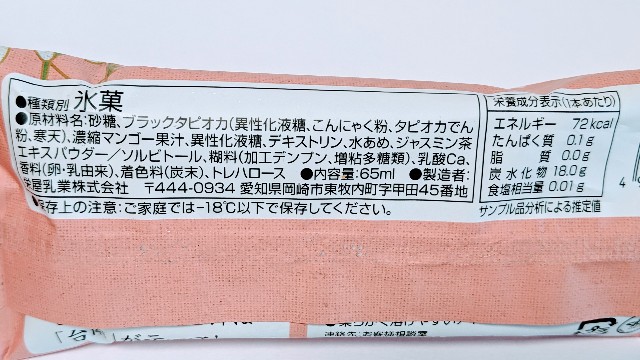 ●種類別 氷菓
●原材料名:砂糖、ブラックタピオカ(異性化液糖、こんにゃく粉、タピオカでん
粉、寒天)、濃縮マンゴー果汁、異性化液糖、デキストリン、水あめ、ジャスミン茶
エキスパウダー/ソルビトール、糊料(加工デンプン、増粘多糖類)、乳酸Ca、
香料(卵・乳由来)、着色料(炭末)、トレハロース ●内容量:65ml ●製造者:
栄屋乳業株式会社 〒444-0934 愛知県岡崎市東牧内町字甲田45番地
●保存上の注意:ご家庭では-18℃以下で保存してください。
栄養成分表示(1本あたり)
エネルギー 72kcal
たんぱく質 0.1g
脂質 0.0g
炭水化物 18.0g
食塩相当量 0.01g
サンプル品分析による推定値
4